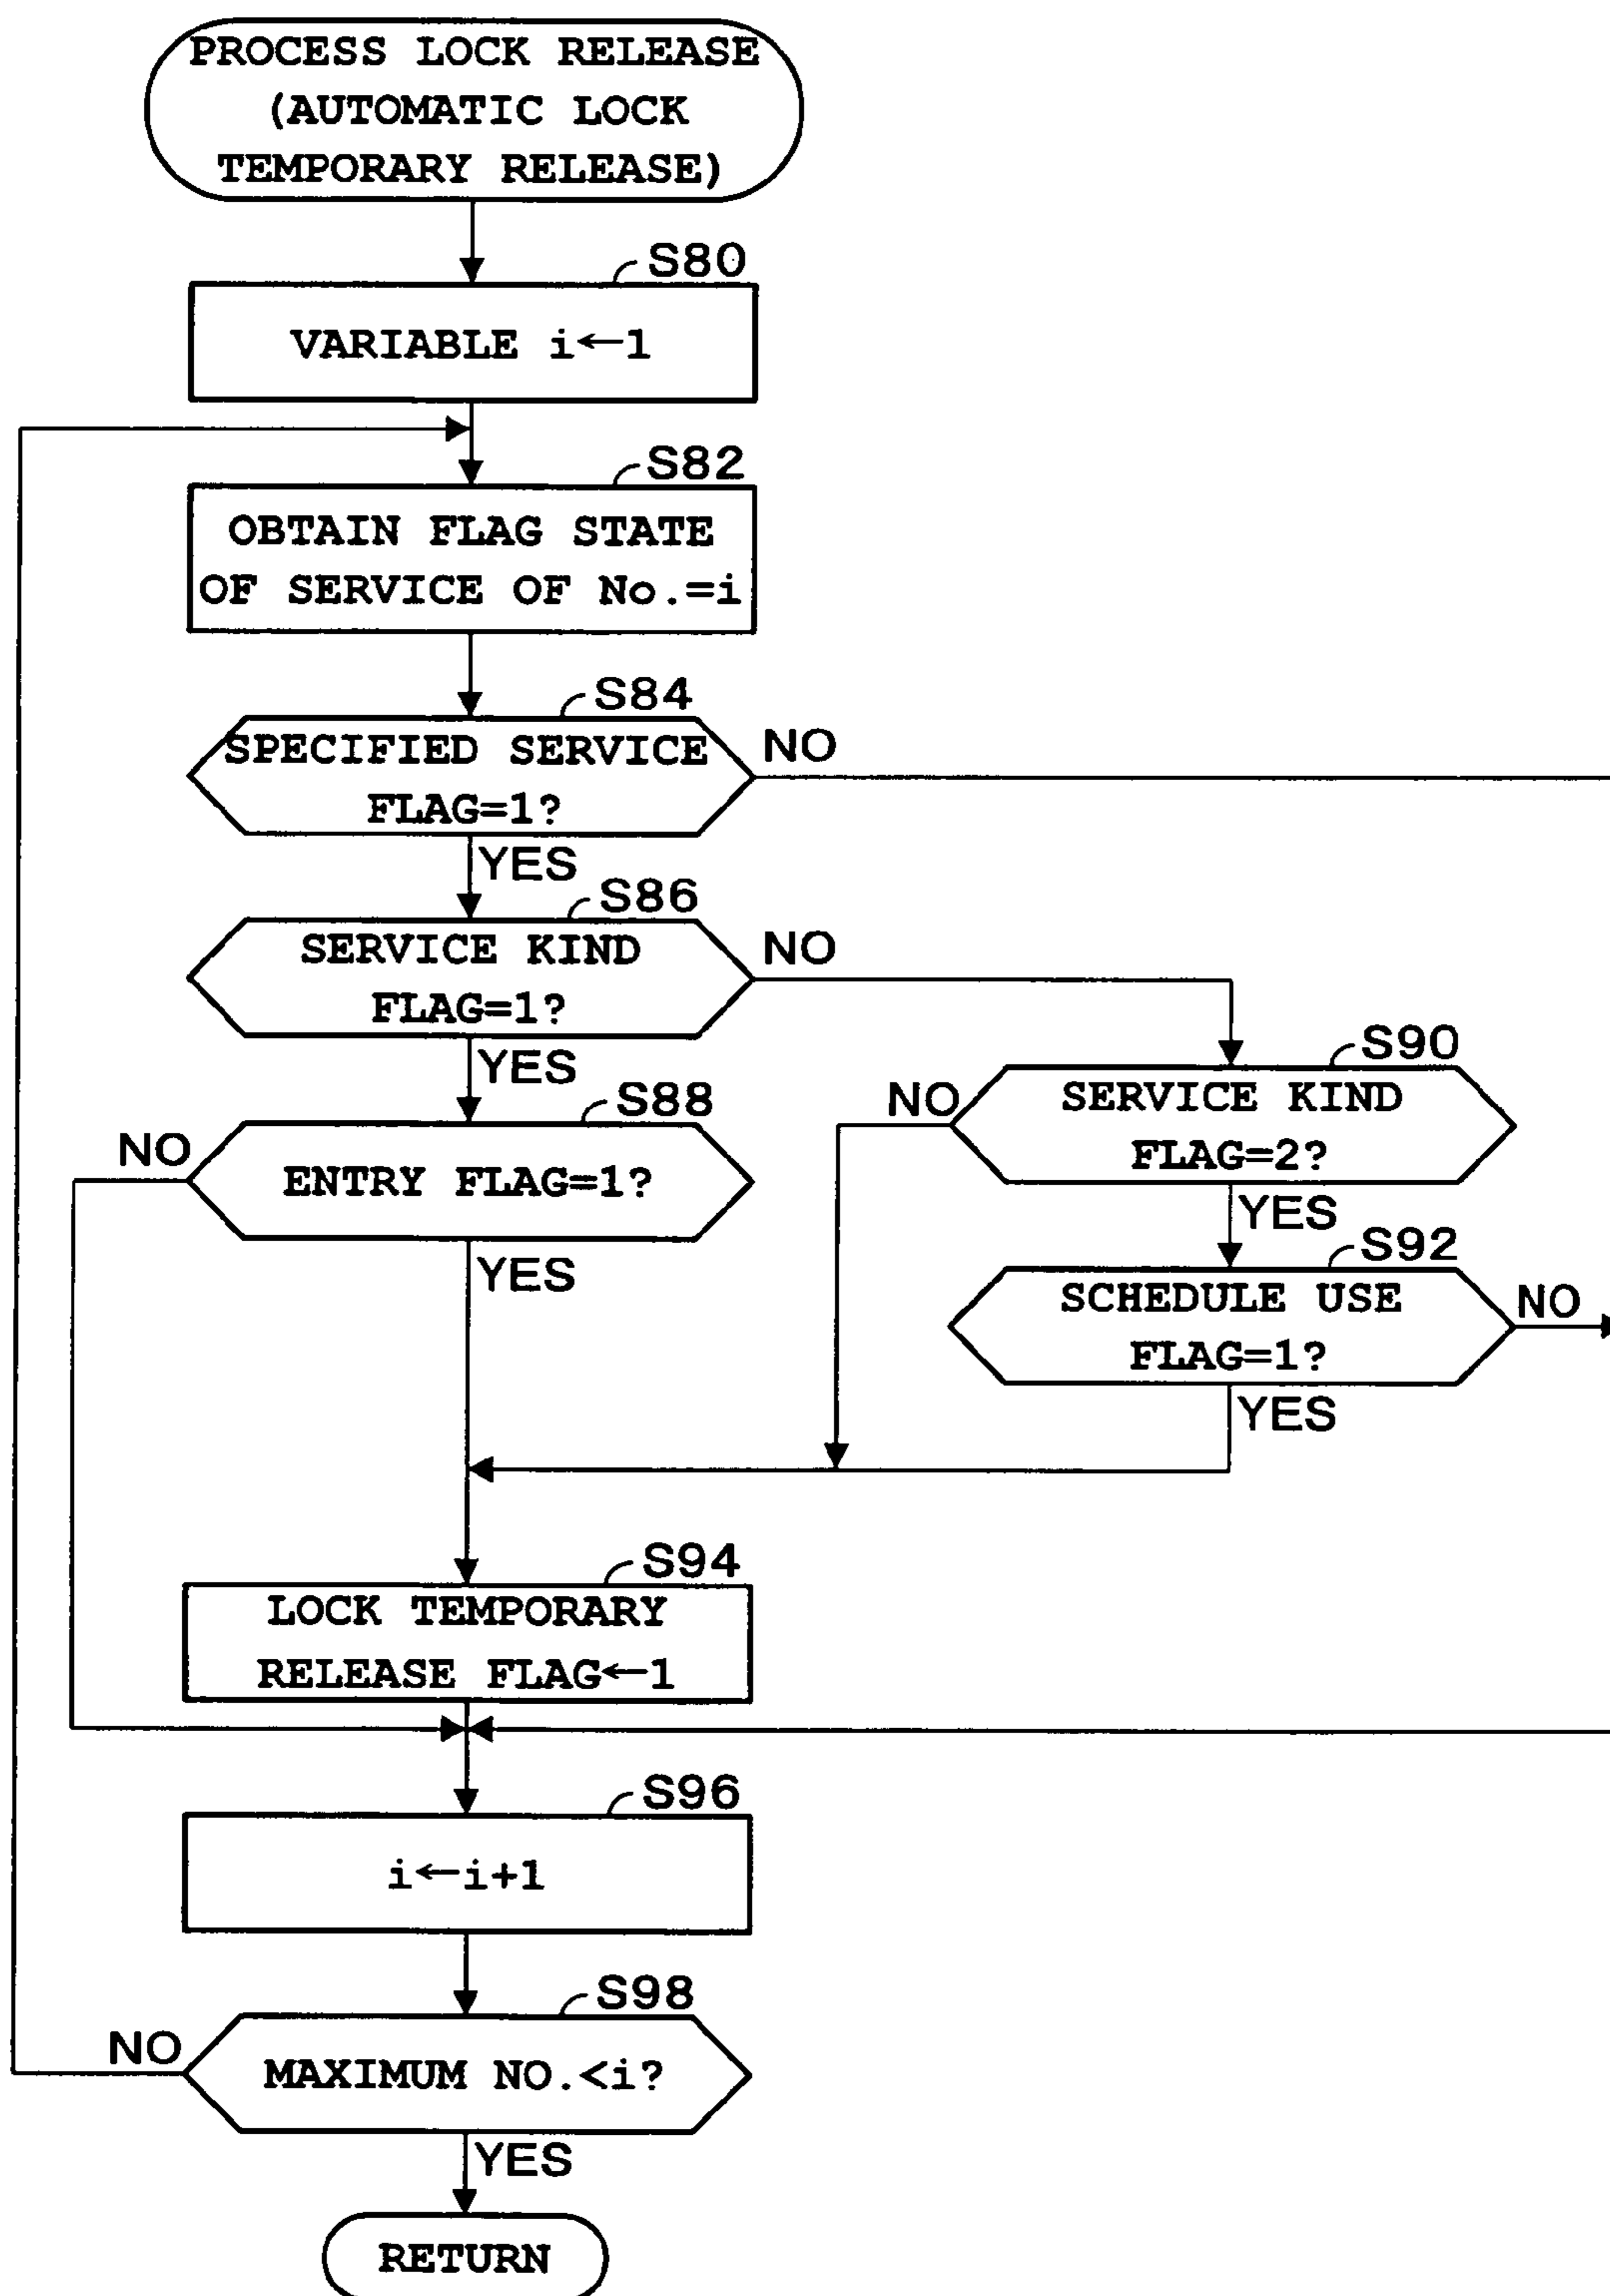 PROCESS LOCK RELEASE
(AUTOMATIC LOCK
TEMPORARY RELEASE)
S80
VARIABLE i←1
S82
OBTAIN FLAG STATE
OF SERVICE OF No.=i
S84
SPECIFIED SERVICE
FLAG=1?
NO
YES
S86
SERVICE KIND
FLAG=1?
NO
YES
S90
SERVICE KIND
FLAG=2?
NO
YES
S88
ENTRY FLAG=1?
NO
YES
S92
SCHEDULE USE
FLAG=1?
NO
YES
S94
LOCK TEMPORARY
RELEASE FLAG←1
S96
i←i+1
S98
MAXIMUM NO.<i?
NO
YES
RETURN